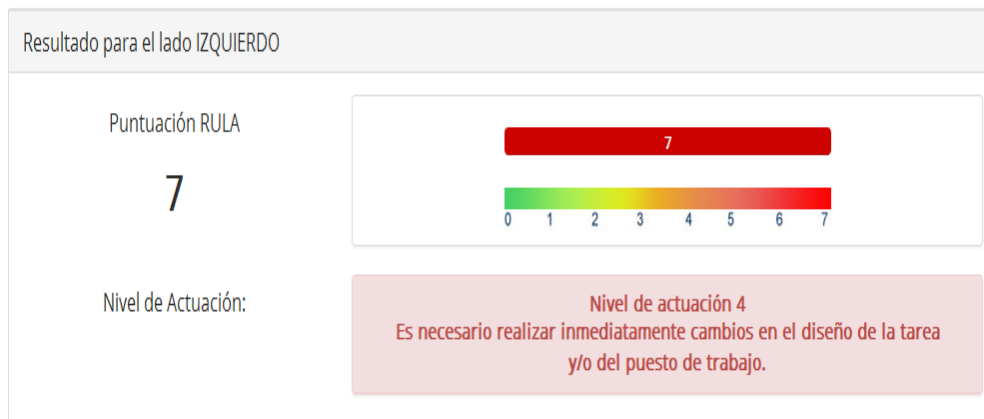 Resultado para el lado IZQUIERDO
Puntuación RULA
7
7
0 1 2 3 4 5 6 7
Nivel de Actuación:
Nivel de actuación 4
Es necesario realizar inmediatamente cambios en el diseño de la tarea
y/o del puesto de trabajo.